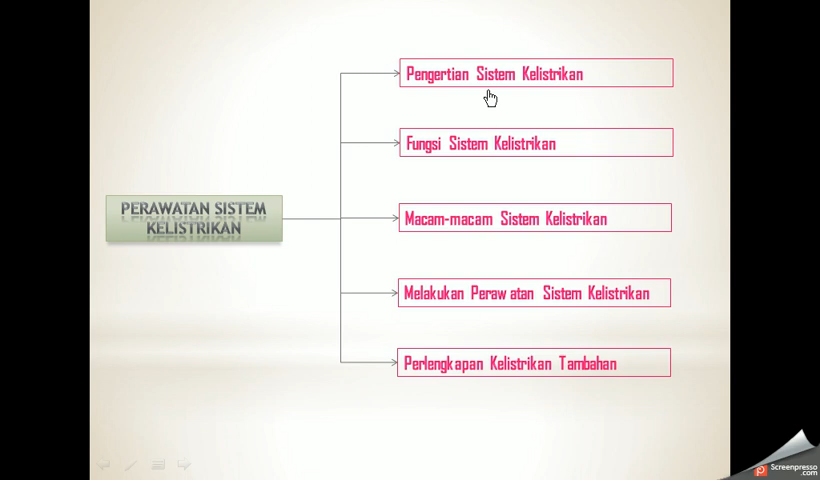 Pengertian Sistem Kelistrikan
Fungsi Sistem Kelistrikan
PERAWATAN SISTEM
KELISTRIKAN
Macam-macam Sistem Kelistrikan
Melakukan Peraw atan Sistem Kelistrikan
Perlengkapan Kelistrikan Tambahan
Screenpresso
.com